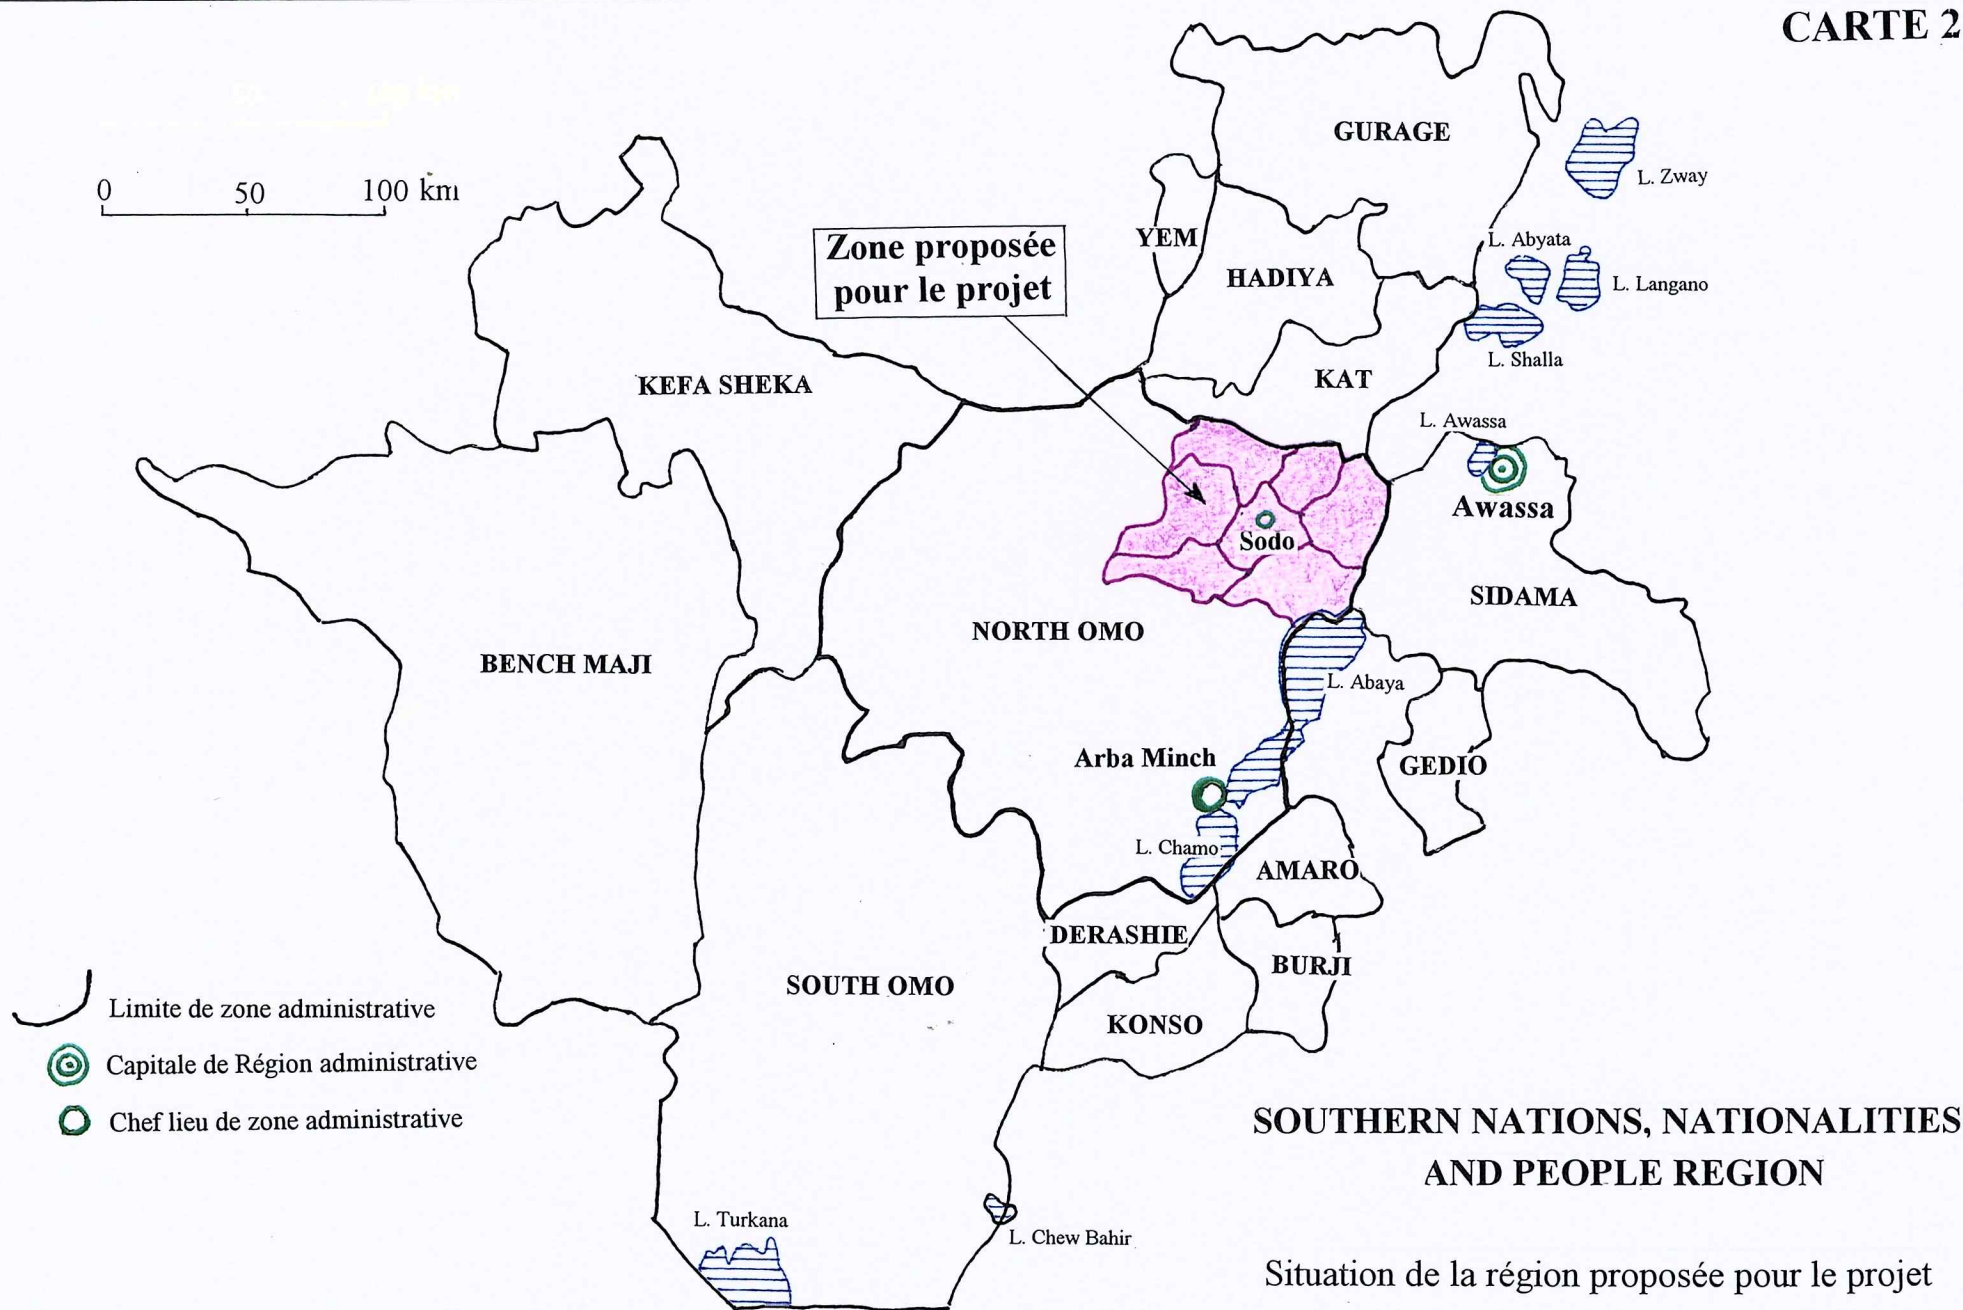 CARTE 2
0 50 100 km
GURAGE
L. Zway
YEM
Zone proposée
pour le projet
HADIYA
L. Abyata
L. Langano
L. Shalla
KEFA SHEKA
KAT
L. Awassa
Awassa
Sodo
SIDAMA
NORTH OMO
BENCH MAJI
L. Abaya
Arba Minch
GEDIO
L. Chamo
AMARO
DERASHIE
BURJI
SOUTH OMO
KONSO
Limite de zone administrative
Capitale de Région administrative
Chef lieu de zone administrative
SOUTHERN NATIONS, NATIONALITIES
AND PEOPLE REGION
L. Turkana
L. Chew Bahir
Situation de la région proposée pour le projet